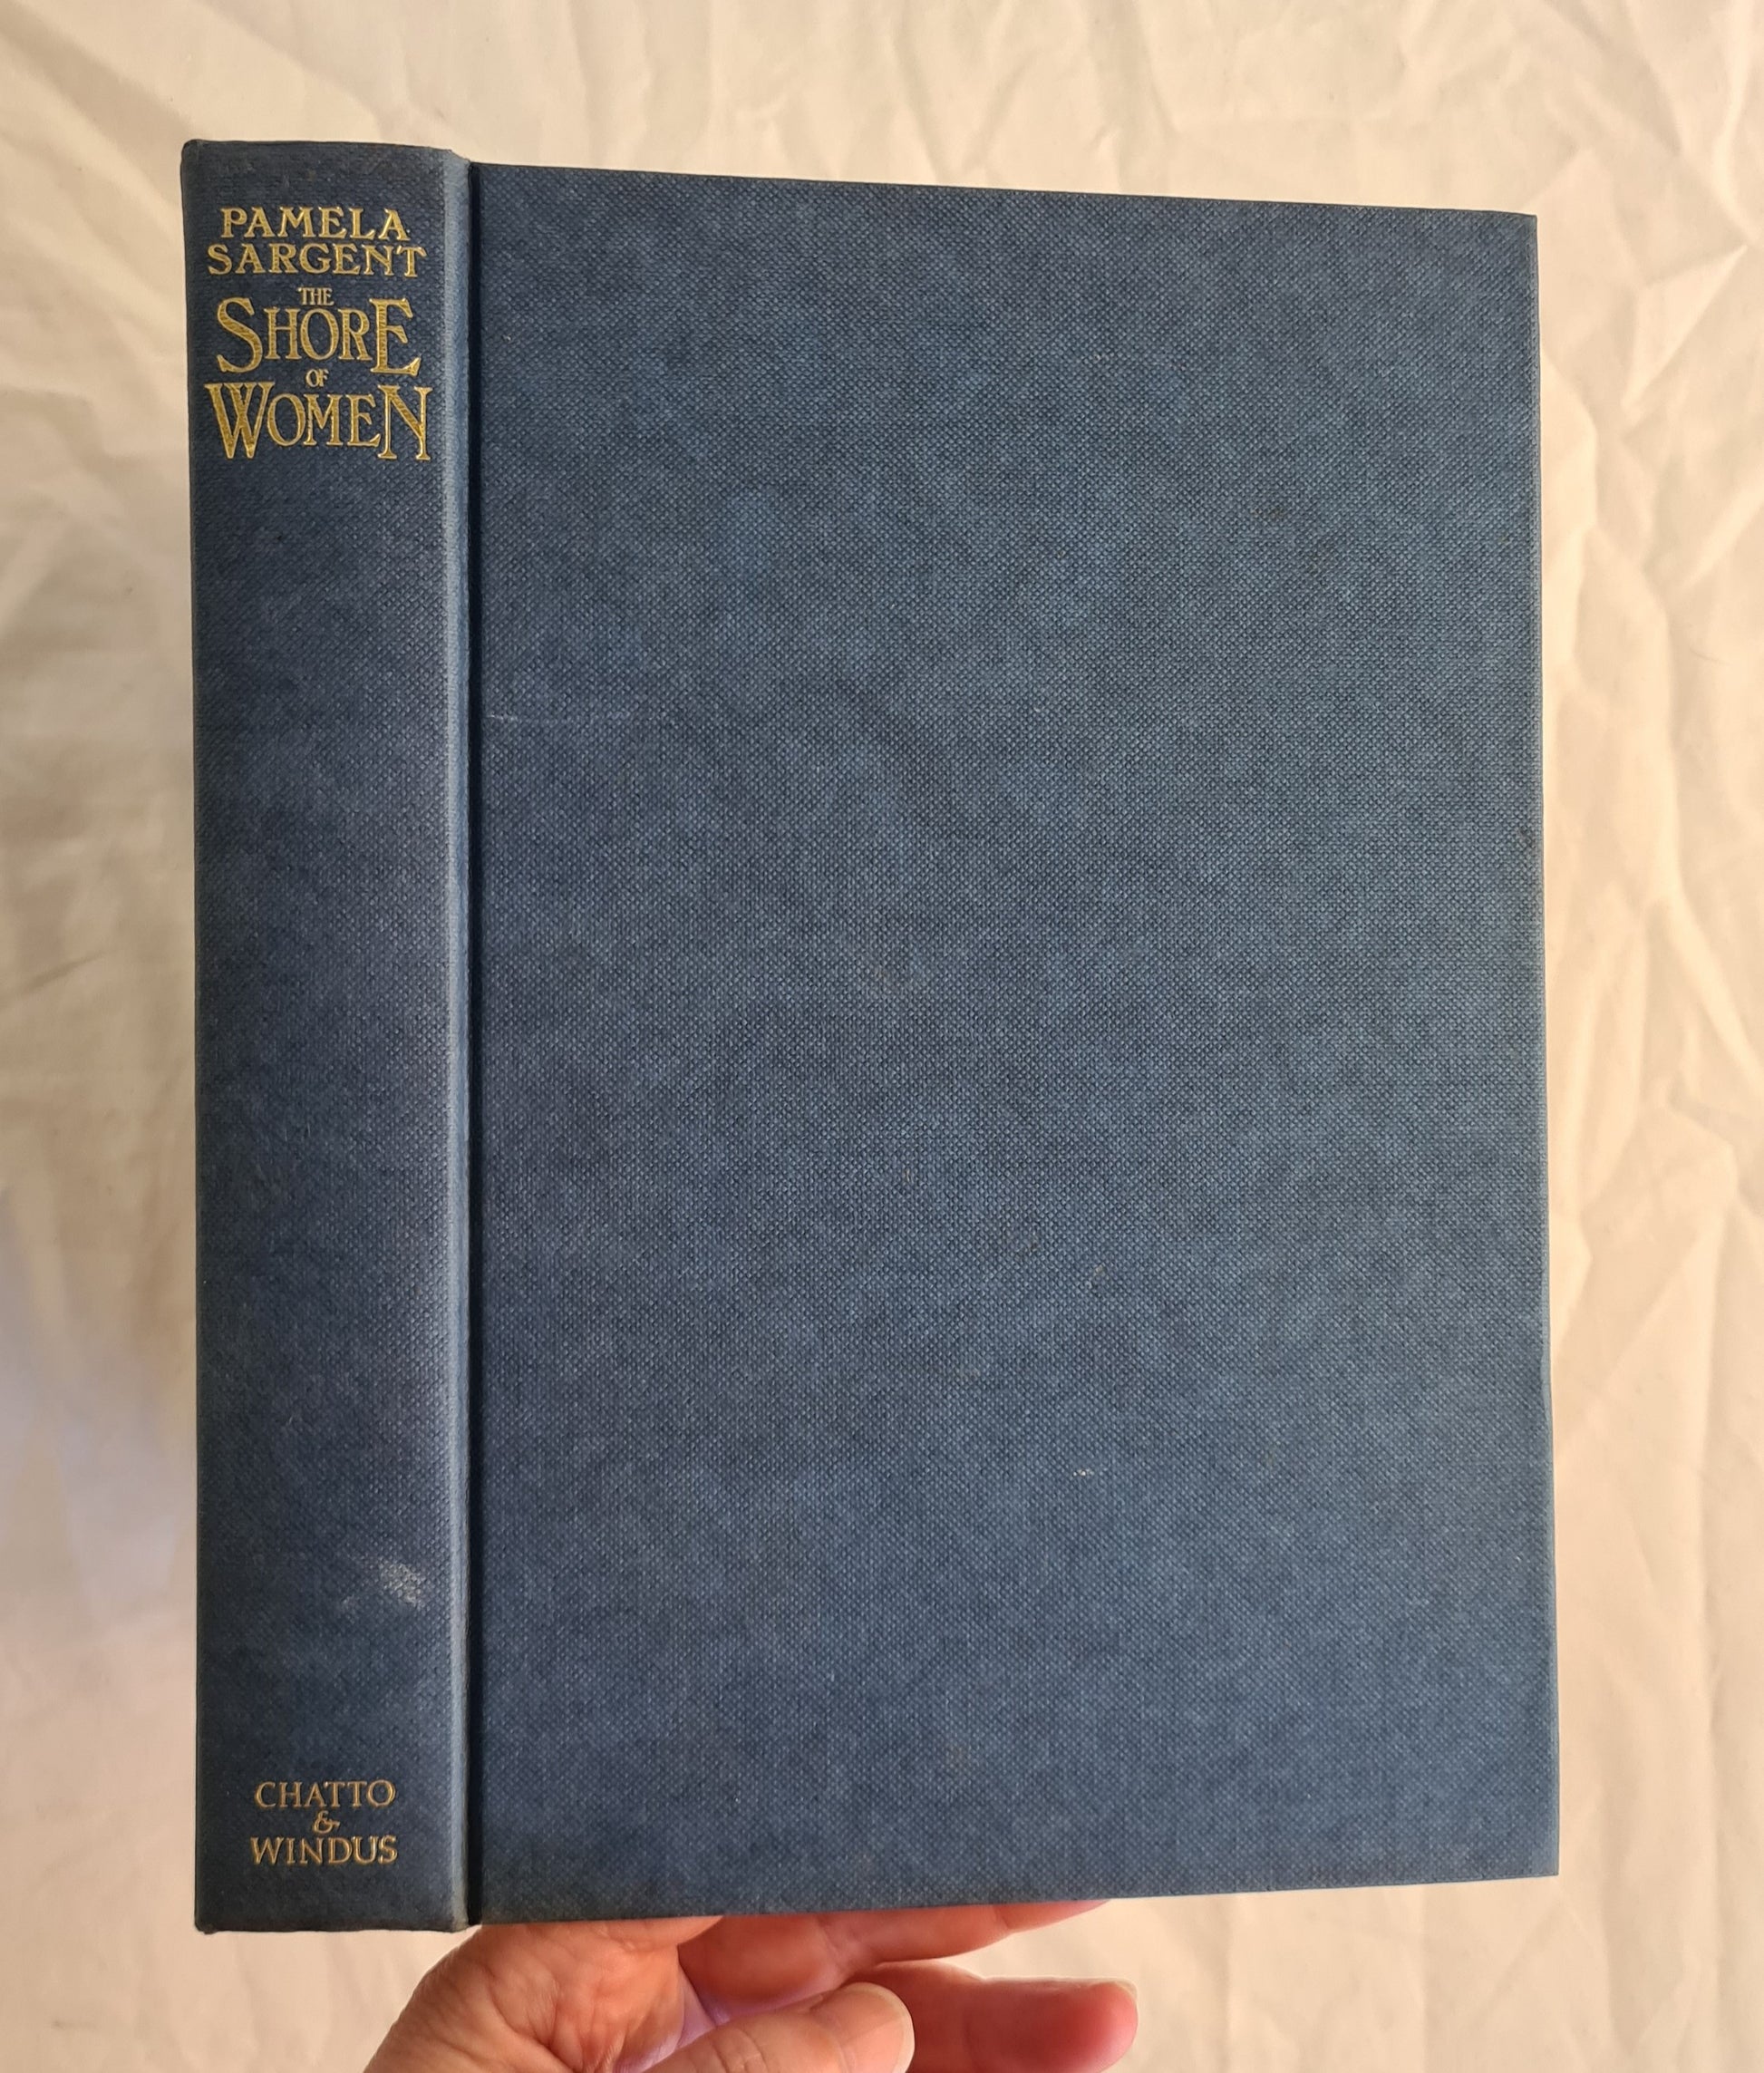 PAMELA
SARGENT
THE
SHORE
OF
WOMEN
CHATTO
&
WINDUS